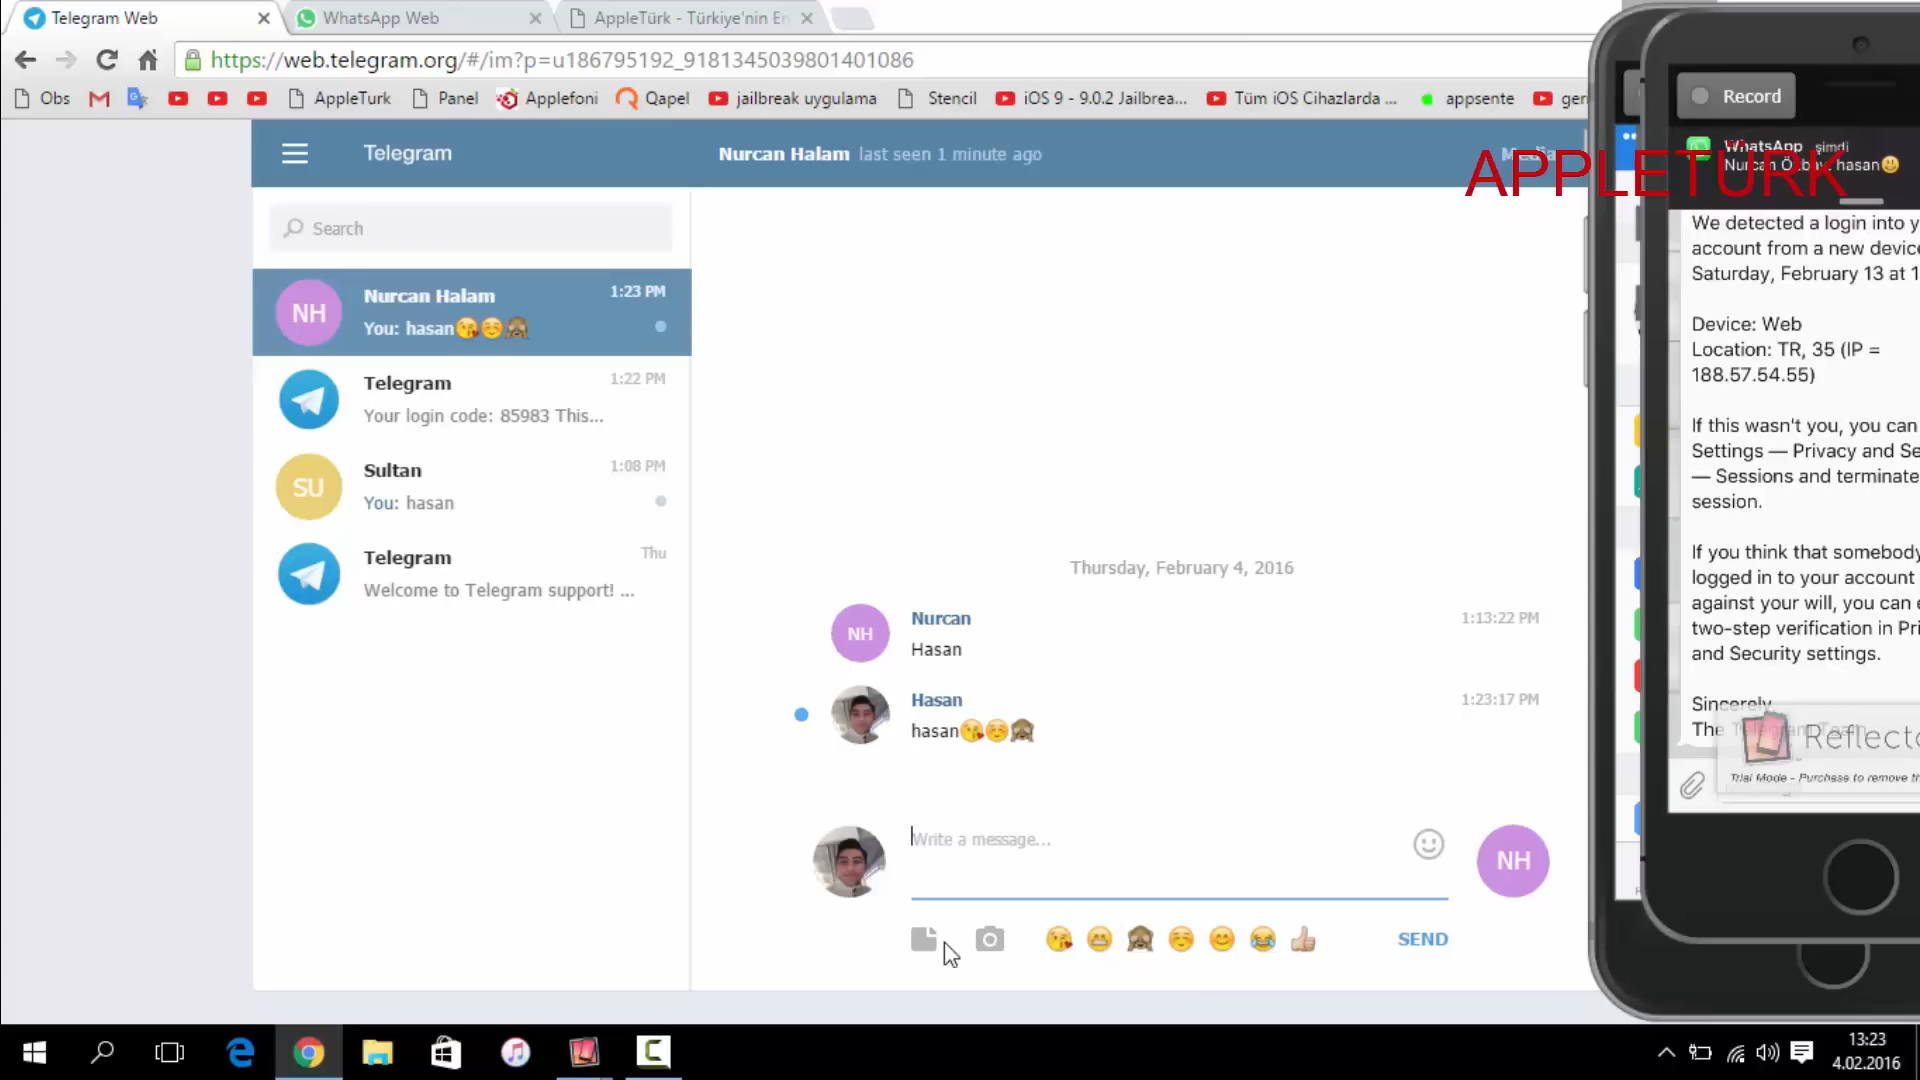 Telegram Web
WhatsApp Web
AppleTürk - Türkiye'nin En
https://web.telegram.org/#/im?p=u186795192_9181345039801401086
Obs
AppleTurk
Panel
Applefoni
Qapel
jailbreak uygulama
Stencil
iOS 9 - 9.0.2 Jailbrea...
Tüm iOS Cihazlarda ...
appsente
ger
Telegram
Nurcan Halam last seen 1 minute ago
Media
APPLETURK
Search
Nurcan Halam
1:23 PM
You: hasan😘☺️🙈
Telegram
1:22 PM
Your login code: 85983 This...
Sultan
1:08 PM
You: hasan
Telegram
Thu
Welcome to Telegram support! ...
NH
SU
Thursday, February 4, 2016
NH
Nurcan
1:13:22 PM
Hasan
Hasan
1:23:17 PM
hasan😘☺️🙈
Write a message...
NH
SEND
Record
WhatsApp şimdi
Nurcan hasan😃
We detected a login into y
account from a new device
Saturday, February 13 at 1
Device: Web
Location: TR, 35 (IP =
188.57.54.55)
If this wasn't you, you can
Settings — Privacy and Se
— Sessions and terminate
session.
If you think that somebody
logged in to your account
against your will, you can e
two-step verification in Pri
and Security settings.
Sincerely,
The Telegram Team
Reflecto
Trial Mode - Purchase to remove th
13:23
4.02.2016